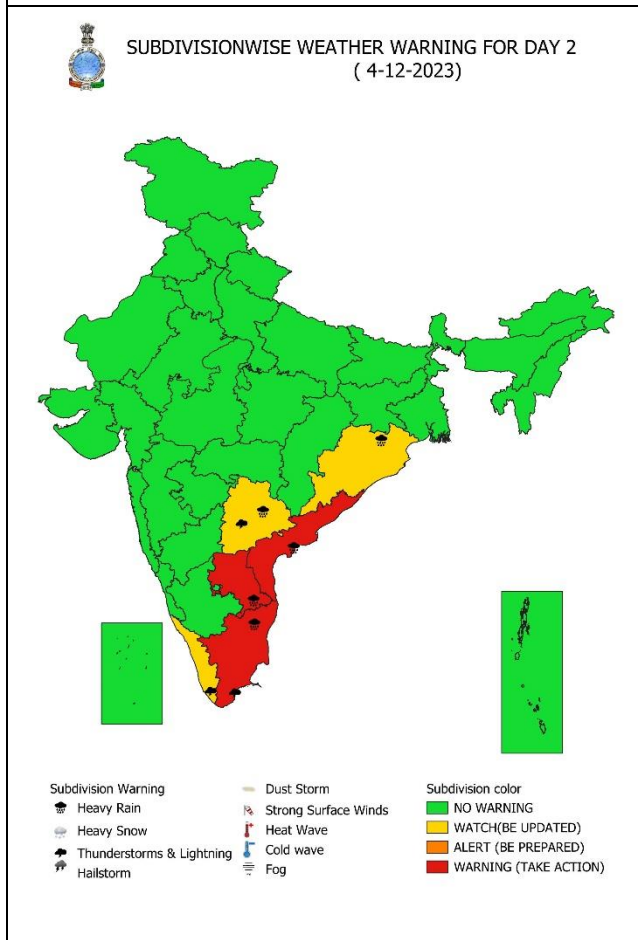 SUBDIVISIONWISE WEATHER WARNING FOR DAY 2
( 4-12-2023)
Subdivision Warning
Heavy Rain
Heavy Snow
Thunderstorms & Lightning
Hailstorm
Dust Storm
Strong Surface Winds
Heat Wave
Cold wave
Fog
Subdivision color
NO WARNING
WATCH(BE UPDATED)
ALERT (BE PREPARED)
WARNING (TAKE ACTION)